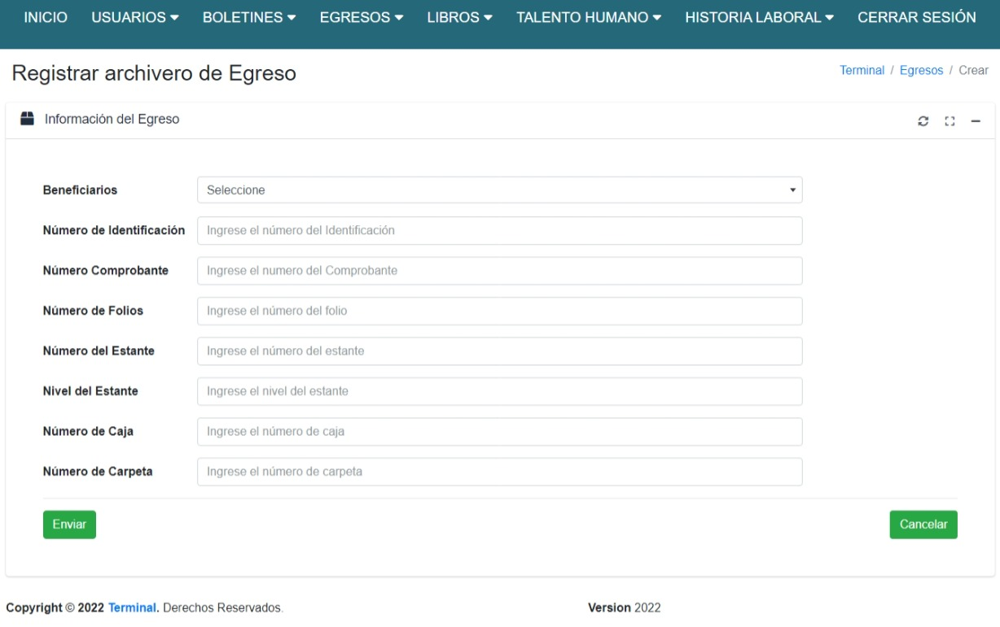 INICIO USUARIOS BOLETINES EGRESOS LIBROS TALENTO HUMANO HISTORIA LABORAL CERRAR SESIÓN
Registrar archivero de Egreso
Terminal / Egresos / Crear
Información del Egreso
Beneficiarios Seleccione
Número de Identificación Ingrese el número del Identificación
Número Comprobante Ingrese el numero del Comprobante
Número de Folios Ingrese el número del folio
Número del Estante Ingrese el número del estante
Nivel del Estante Ingrese el nivel del estante
Número de Caja Ingrese el número de caja
Número de Carpeta Ingrese el número de carpeta
Enviar Cancelar
Copyright © 2022 Terminal. Derechos Reservados. Version 2022